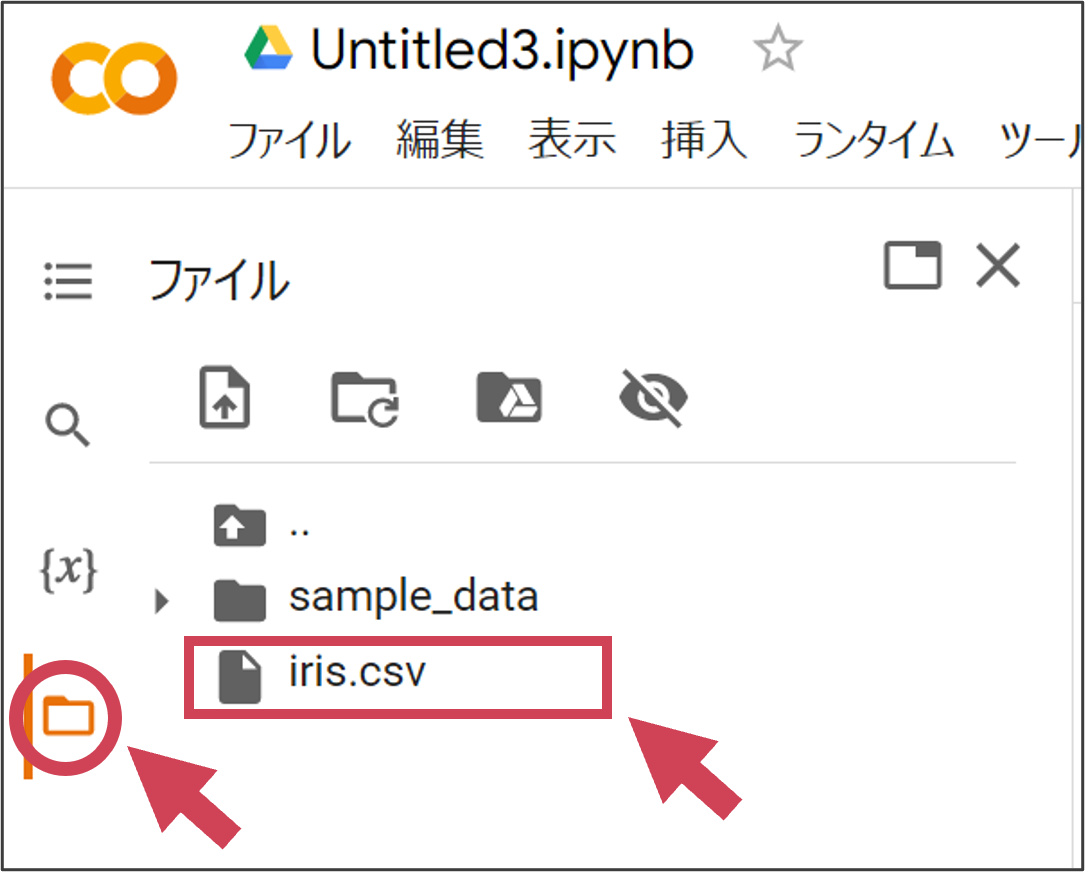 Untitled3.ipynb
ファイル 編集 表示 挿入 ランタイム ツール
ファイル
{x}
..
sample_data
iris.csv